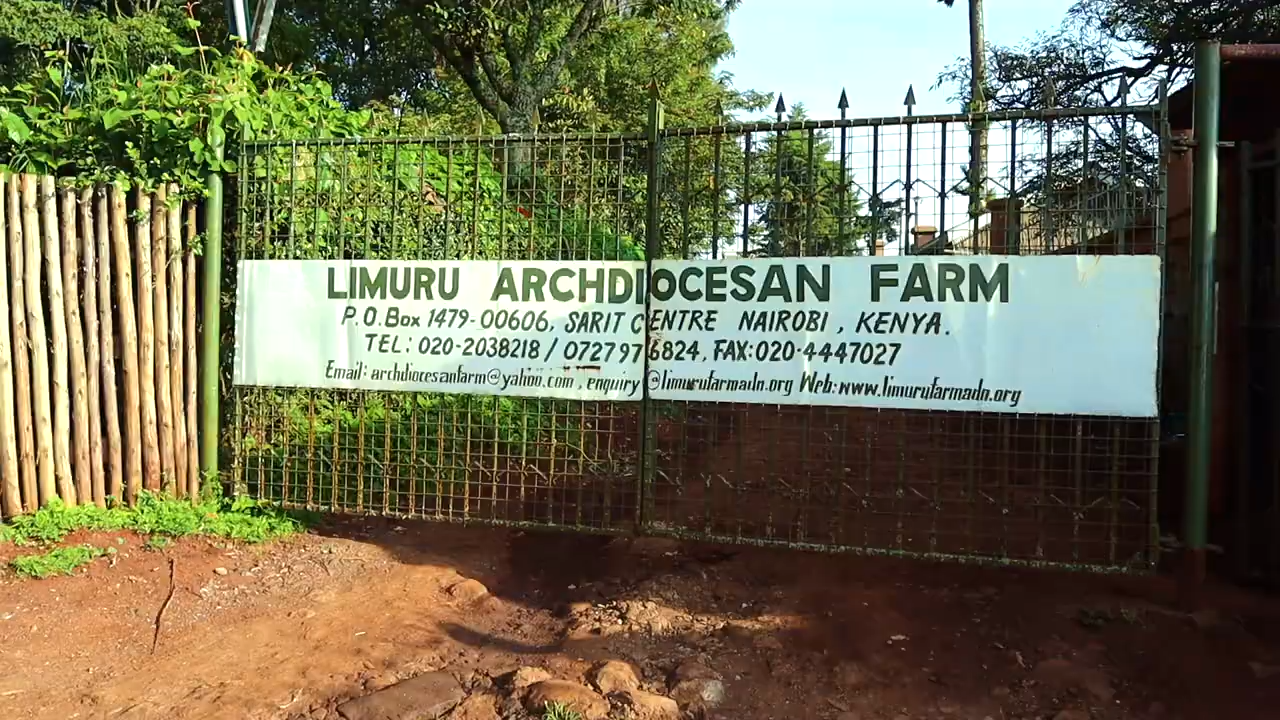 LIMURU ARCHDIOCESAN FARM
P.O.Box 1479-00606, SARIT CENTRE NAIROBI, KENYA.
TEL: 020-2038218 / 0727976824, FAX:020-4447027
Email: archdiocesanfarm@yahoo.com, enquiry@limurufarmadn.org Web:www.limurufarmadn.org